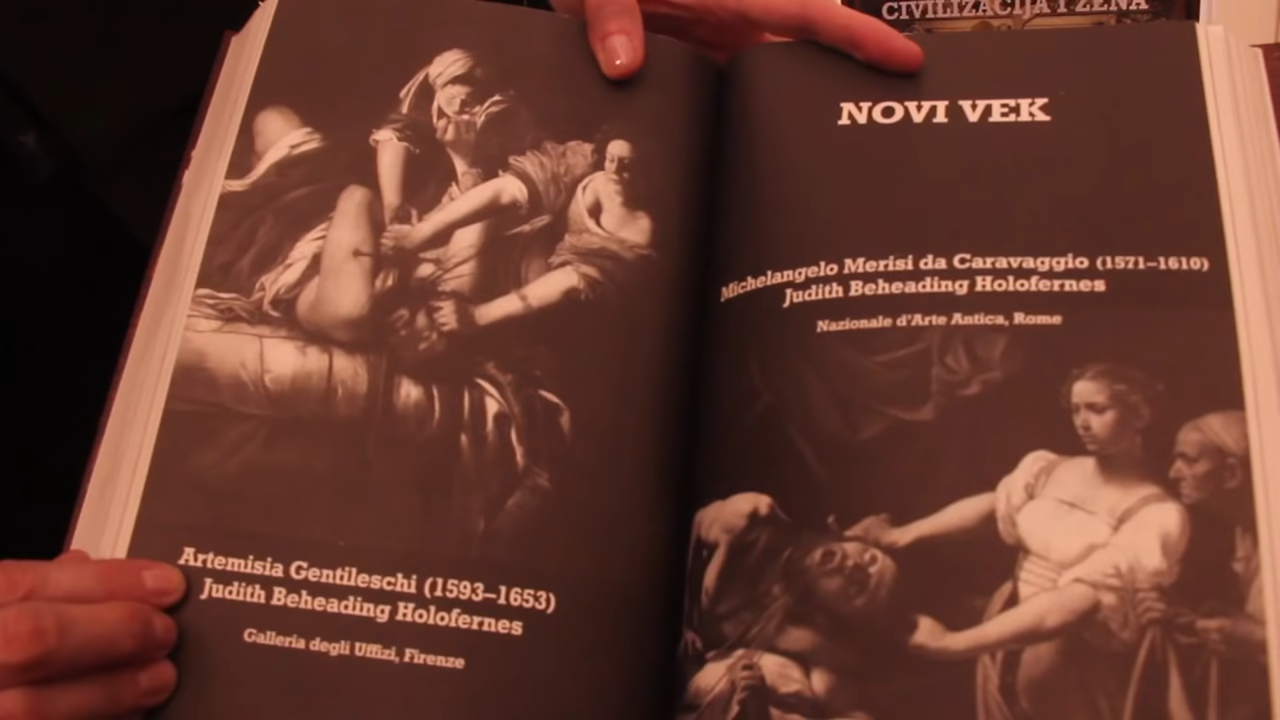 CIVILIZACIJA I ŽENA
Artemisia Gentileschi (1593–1653)
Judith Beheading Holofernes
Galleria degli Uffizi, Firenze
NOVI VEK
Michelangelo Merisi da Caravaggio (1571–1610)
Judith Beheading Holofernes
Nazionale d'Arte Antica, Rome